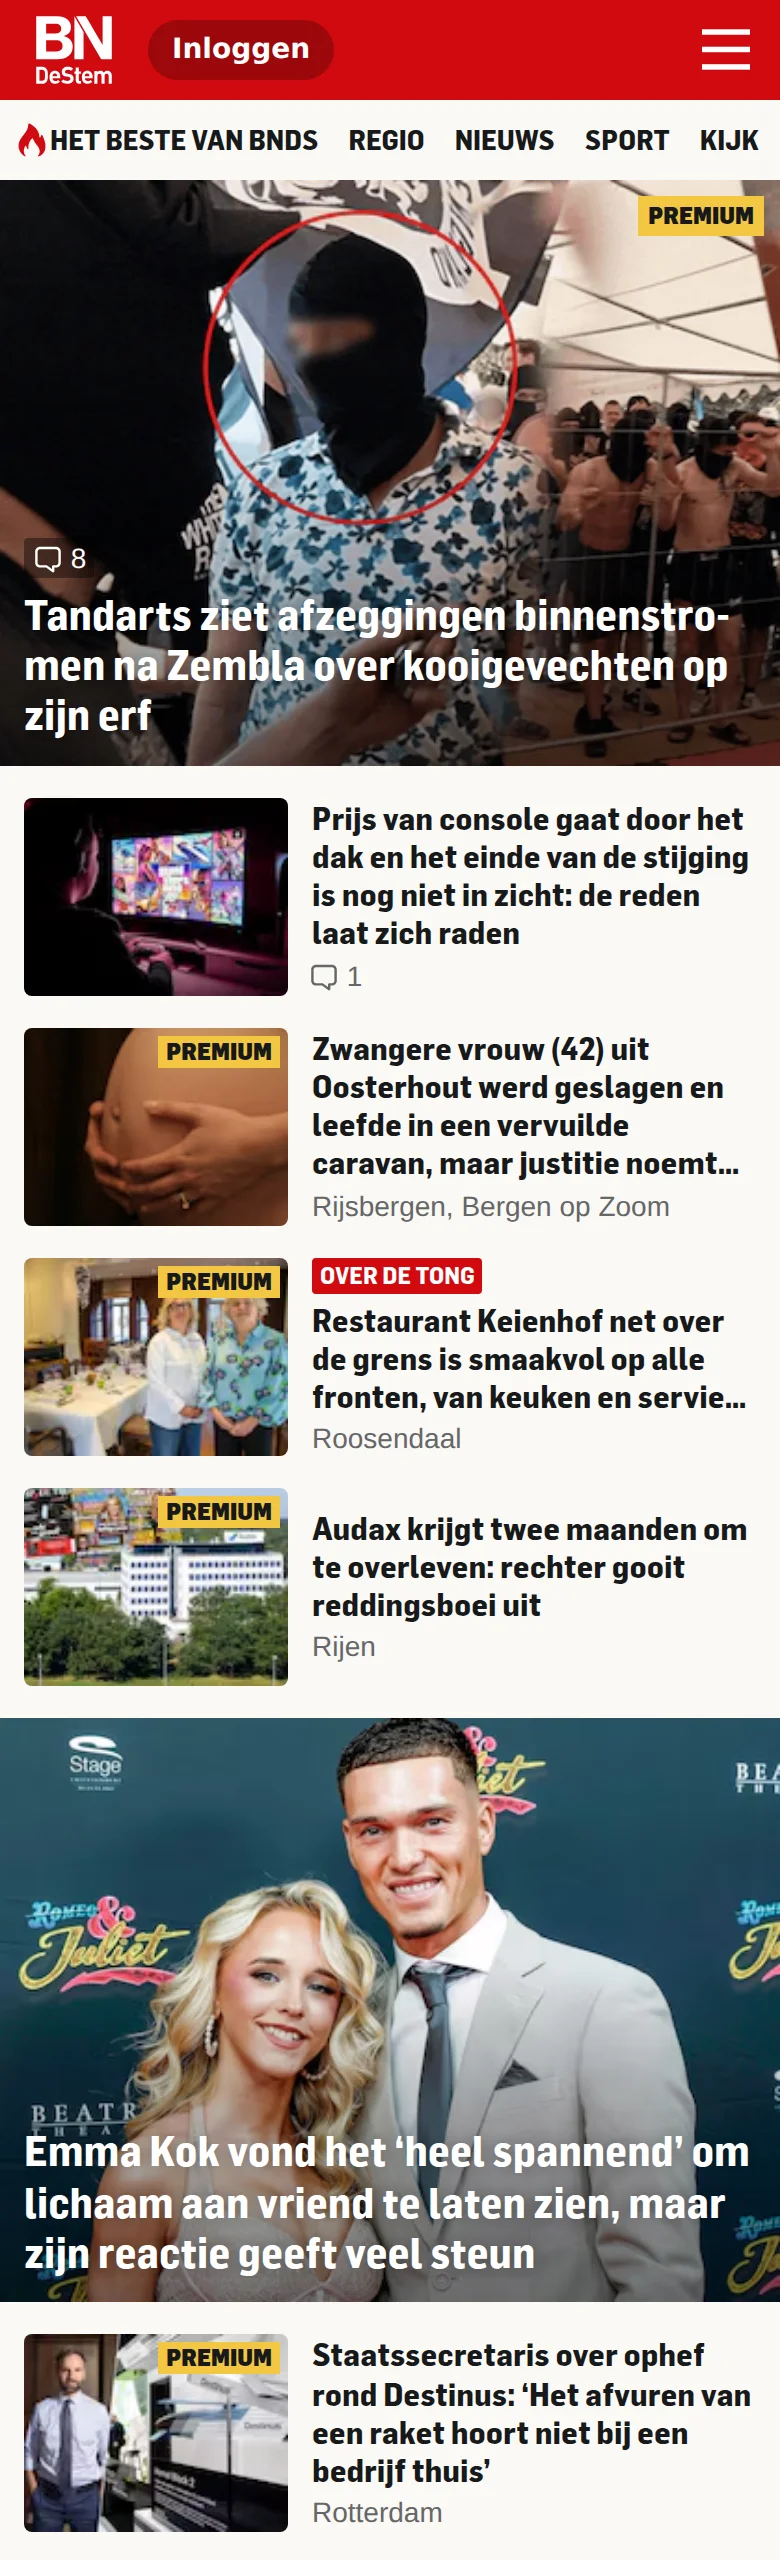 BN
DeStem
Inloggen
HET BESTE VAN BNDS REGIO NIEUWS SPORT KIJK
PREMIUM
8
Tandarts ziet afzeggingen binnenstro-
men na Zembla over kooigevechten op
zijn erf
Prijs van console gaat door het
dak en het einde van de stijging
is nog niet in zicht: de reden
laat zich raden
1
PREMIUM
Zwangere vrouw (42) uit
Oosterhout werd geslagen en
leefde in een vervuilde
caravan, maar justitie noemt...
Rijsbergen, Bergen op Zoom
PREMIUM
OVER DE TONG
Restaurant Keienhof net over
de grens is smaakvol op alle
fronten, van keuken en servie...
Roosendaal
PREMIUM
Audax krijgt twee maanden om
te overleven: rechter gooit
reddingsboei uit
Rijen
Stage
BEA
ROMEO
&
Juliet
BEATR
Emma Kok vond het ‘heel spannend’ om
lichaam aan vriend te laten zien, maar
zijn reactie geeft veel steun
PREMIUM
Destinus
Staatssecretaris over ophef
rond Destinus: ‘Het afvuren van
een raket hoort niet bij een
bedrijf thuis’
Rotterdam